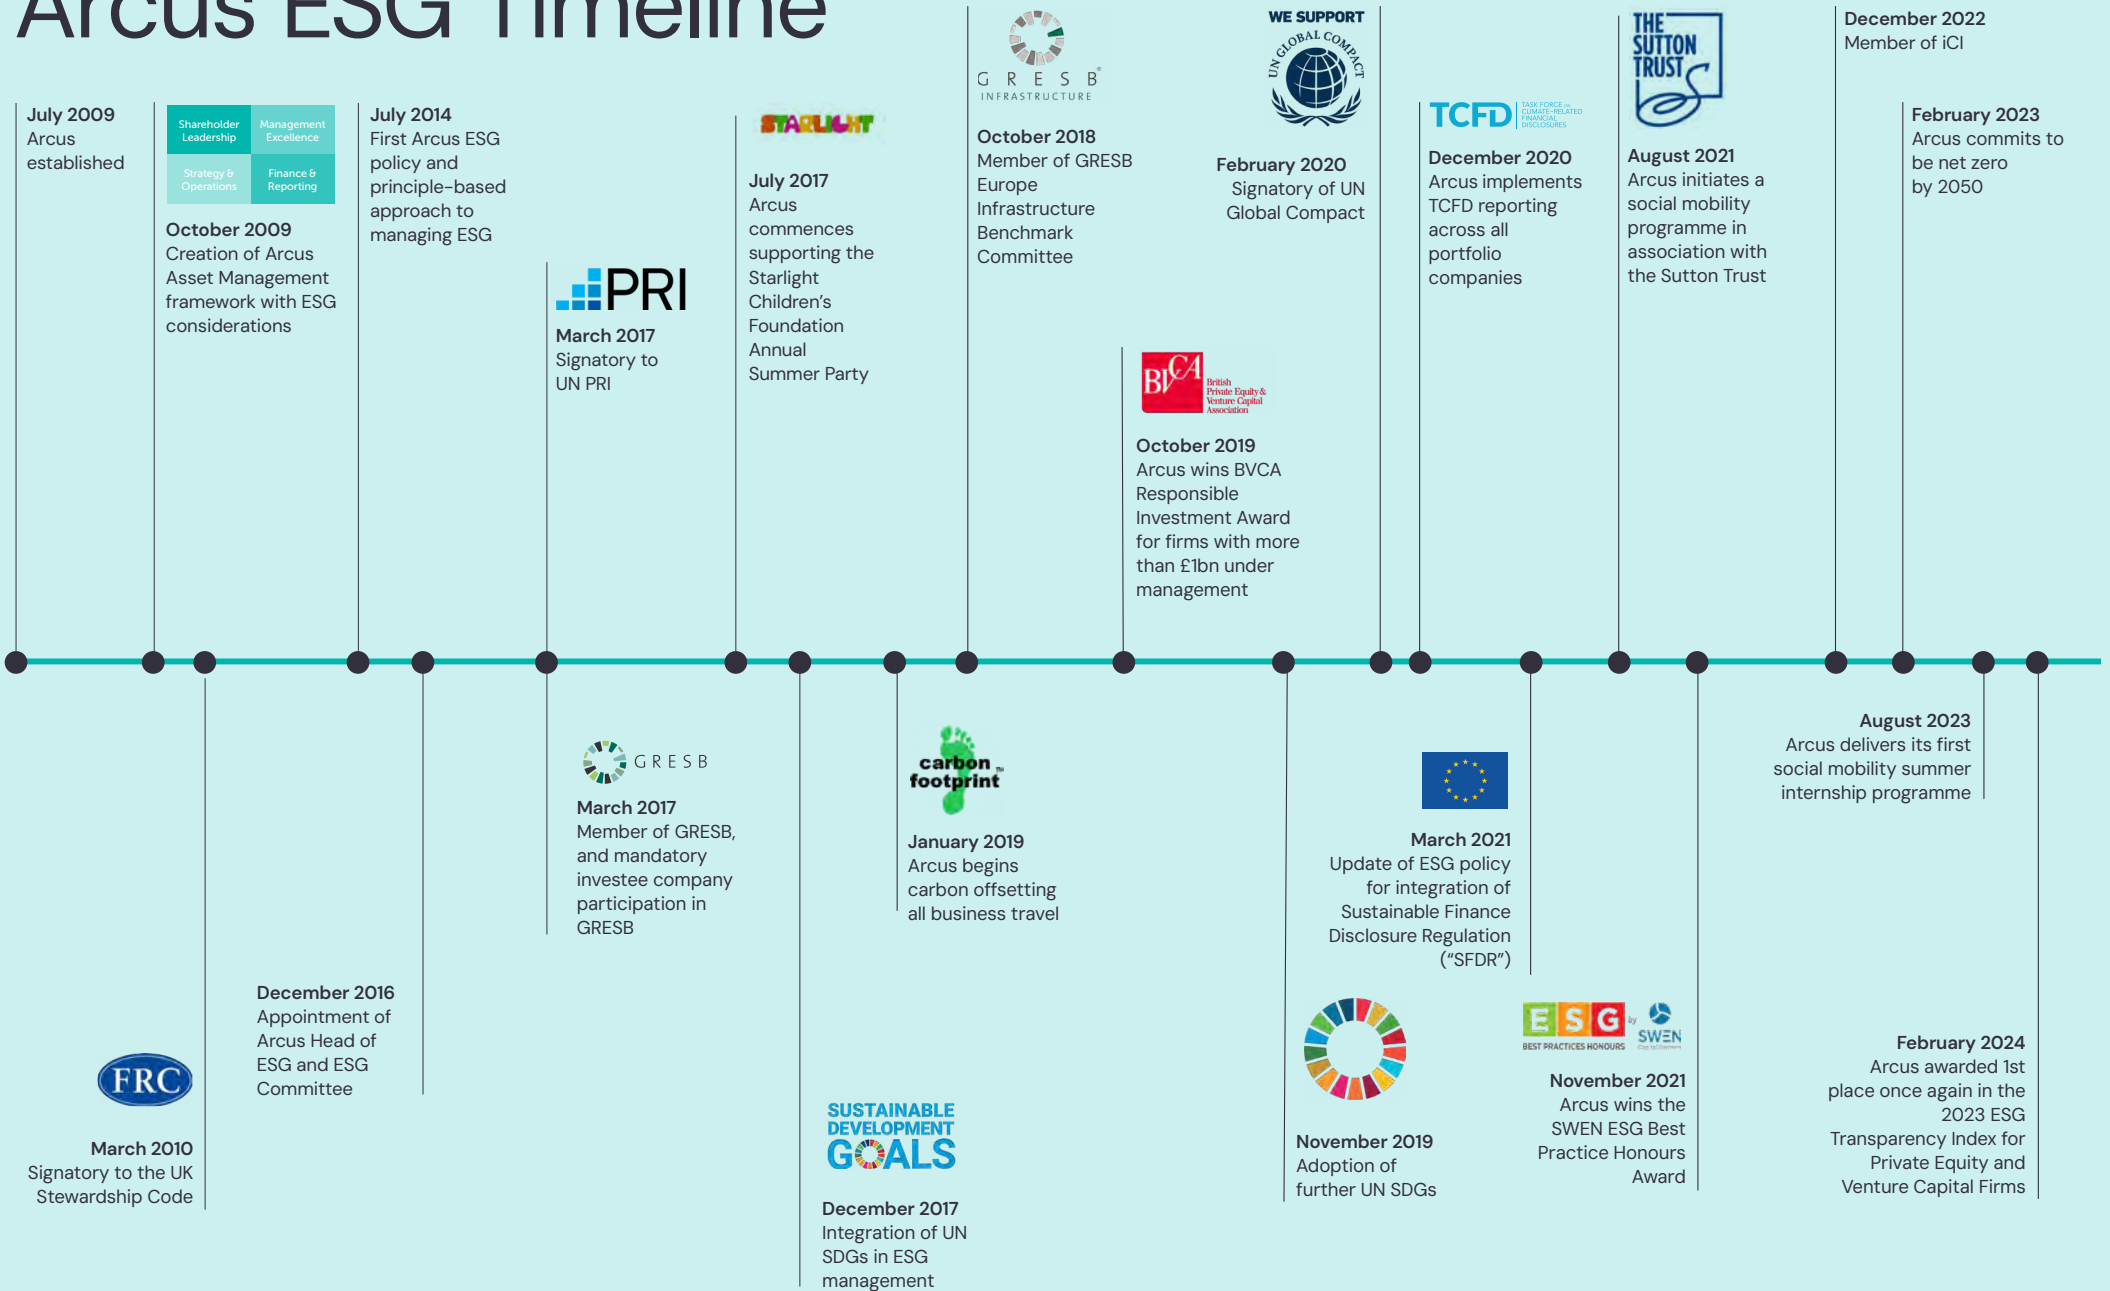 Arcus ESG Timeline
July 2009
Arcus
established
Shareholder
Leadership
Management
Excellence
Strategy &
Operations
Finance &
Reporting
October 2009
Creation of Arcus
Asset Management
framework with ESG
considerations
July 2014
First Arcus ESG
policy and
principle-based
approach to
managing ESG
PRI
March 2017
Signatory to
UN PRI
STARLIGHT
July 2017
Arcus
commences
supporting the
Starlight
Children’s
Foundation
Annual
Summer Party
GRESB®
INFRASTRUCTURE
October 2018
Member of GRESB
Europe
Infrastructure
Benchmark
Committee
BVCA
British
Private Equity &
Venture Capital
Association
October 2019
Arcus wins BVCA
Responsible
Investment Award
for firms with more
than £1bn under
management
WE SUPPORT
UN GLOBAL COMPACT
February 2020
Signatory of UN
Global Compact
TCFD
TASK FORCE ON
CLIMATE-RELATED
FINANCIAL
DISCLOSURES
December 2020
Arcus implements
TCFD reporting
across all
portfolio
companies
THE
SUTTON
TRUST
August 2021
Arcus initiates a
social mobility
programme in
association with
the Sutton Trust
December 2022
Member of iCI
February 2023
Arcus commits to
be net zero
by 2050
FRC
March 2010
Signatory to the UK
Stewardship Code
December 2016
Appointment of
Arcus Head of
ESG and ESG
Committee
GRESB
March 2017
Member of GRESB,
and mandatory
investee company
participation in
GRESB
SUSTAINABLE
DEVELOPMENT
GOALS
December 2017
Integration of UN
SDGs in ESG
management
carbon
footprint™
January 2019
Arcus begins
carbon offsetting
all business travel
November 2019
Adoption of
further UN SDGs
March 2021
Update of ESG policy
for integration of
Sustainable Finance
Disclosure Regulation
(“SFDR”)
ESG by
SWEN
Capital Partners
BEST PRACTICES HONOURS
November 2021
Arcus wins the
SWEN ESG Best
Practice Honours
Award
August 2023
Arcus delivers its first
social mobility summer
internship programme
February 2024
Arcus awarded 1st
place once again in the
2023 ESG
Transparency Index for
Private Equity and
Venture Capital Firms